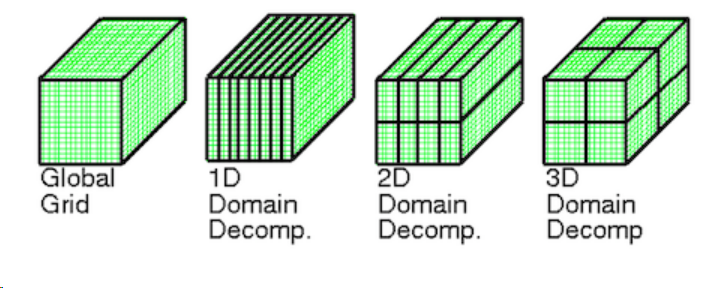 Global
Grid
1D
Domain
Decomp.
2D
Domain
Decomp.
3D
Domain
Decomp